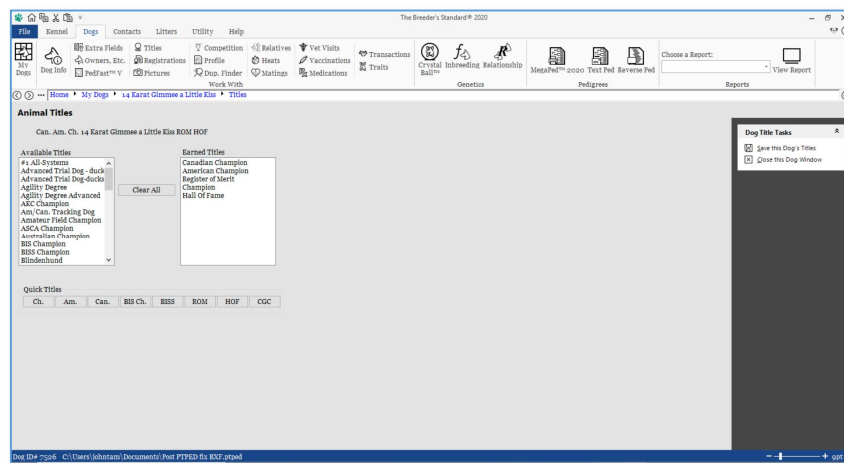 The Breeder's Standard® 2020
File Kennel Dogs Contacts Litters Utility Help
My Dogs
Dog Info
Extra Fields
Owners, Etc.
PedFast™ V
Titles
Registrations
Pictures
Competition
Profile
Dup. Finder
Relatives
Heats
Matings
Vet Visits
Vaccinations
Medications
Transactions
Traits
Work With
Crystal Ball™
Inbreeding
Relationship
Genetics
MegaPed™ 2020
Text Ped
Reverse Ped
Pedigrees
Choose a Report:
View Report
Reports
Home My Dogs 14 Karat Gimmee a Little Kiss Titles
Animal Titles
Can. Am. Ch. 14 Karat Gimmee a Little Kiss ROM HOF
Available Titles
#1 All-Systems
Advanced Trial Dog - duck
Advanced Trial Dog-ducks
Agility Degree
Agility Degree Advanced
AKC Champion
Am/Can. Tracking Dog
Amateur Field Champion
ASCA Champion
Australian Champion
BIS Champion
BISS Champion
Blindenhund
Clear All
Earned Titles
Canadian Champion
American Champion
Register of Merit
Champion
Hall Of Fame
Quick Titles
Ch. Am. Can. BIS Ch. BISS ROM HOF CGC
Dog Title Tasks
Save this Dog's Titles
Close this Dog Window
Dog ID# 7526 C:\Users\johntam\Documents\Post PTPED fix BXF.ptped
9pt